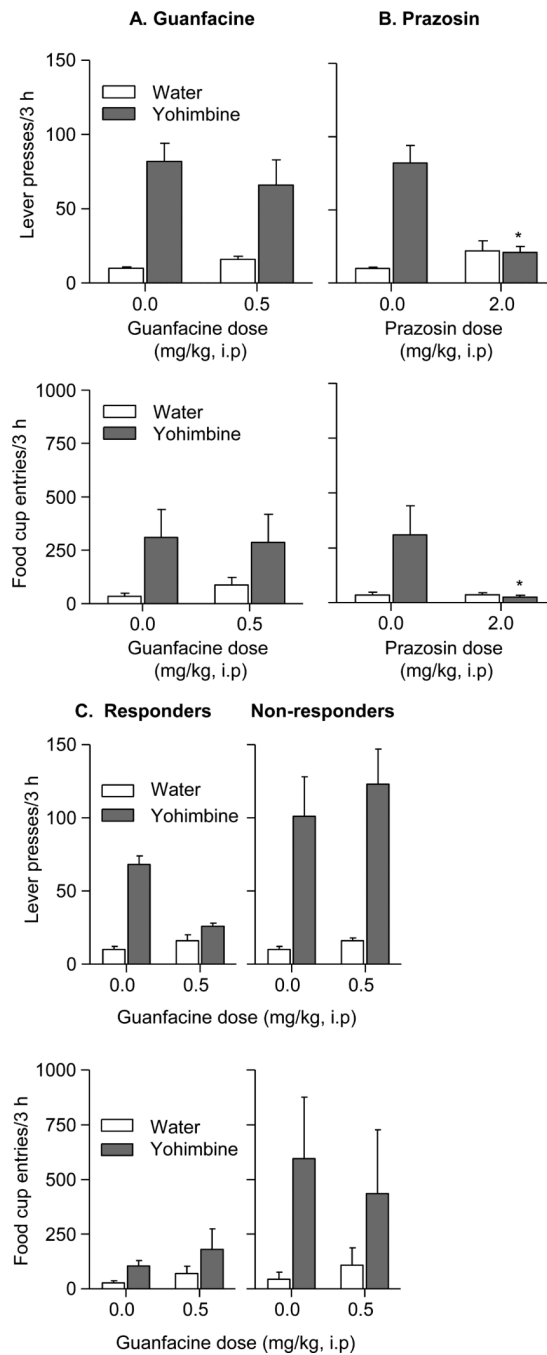 A. Guanfacine
B. Prazosin
Lever presses/3 h
150
100
50
0
Water
Yohimbine
*
0.0 0.5
Guanfacine dose
(mg/kg, i.p)
0.0 2.0
Prazosin dose
(mg/kg, i.p)
Food cup entries/3 h
1000
750
500
250
0
Water
Yohimbine
*
0.0 0.5
Guanfacine dose
(mg/kg, i.p)
0.0 2.0
Prazosin dose
(mg/kg, i.p)
C. Responders
Non-responders
Lever presses/3 h
150
100
50
0
Water
Yohimbine
0.0 0.5
0.0 0.5
Guanfacine dose (mg/kg, i.p)
Food cup entries/3 h
1000
750
500
250
0
Water
Yohimbine
0.0 0.5
0.0 0.5
Guanfacine dose (mg/kg, i.p)